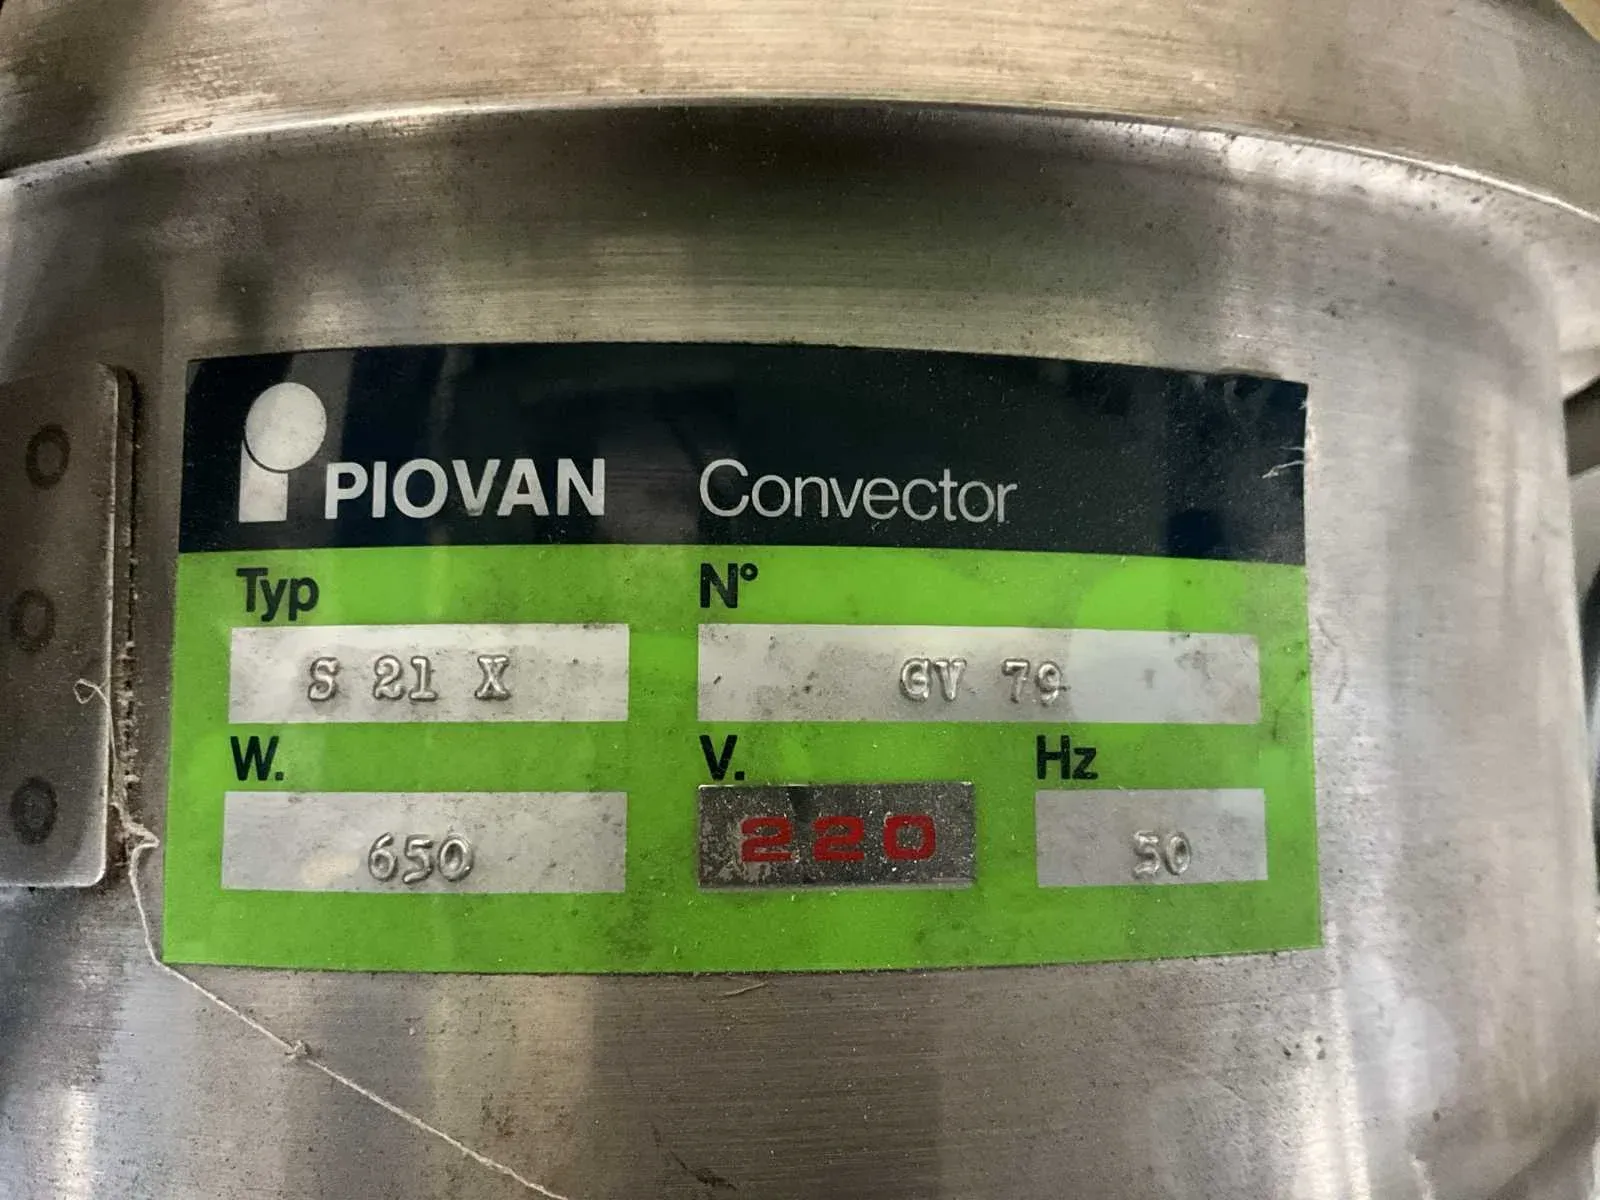 PIOVAN Convector
Typ N°
S 21 X GV 79
W. V. Hz
650 220 50